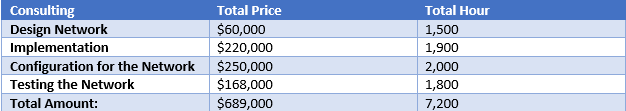 Consulting Total Price Total Hour
Design Network $60,000 1,500
Implementation $220,000 1,900
Configuration for the Network $250,000 2,000
Testing the Network $168,000 1,800
Total Amount: $689,000 7,200